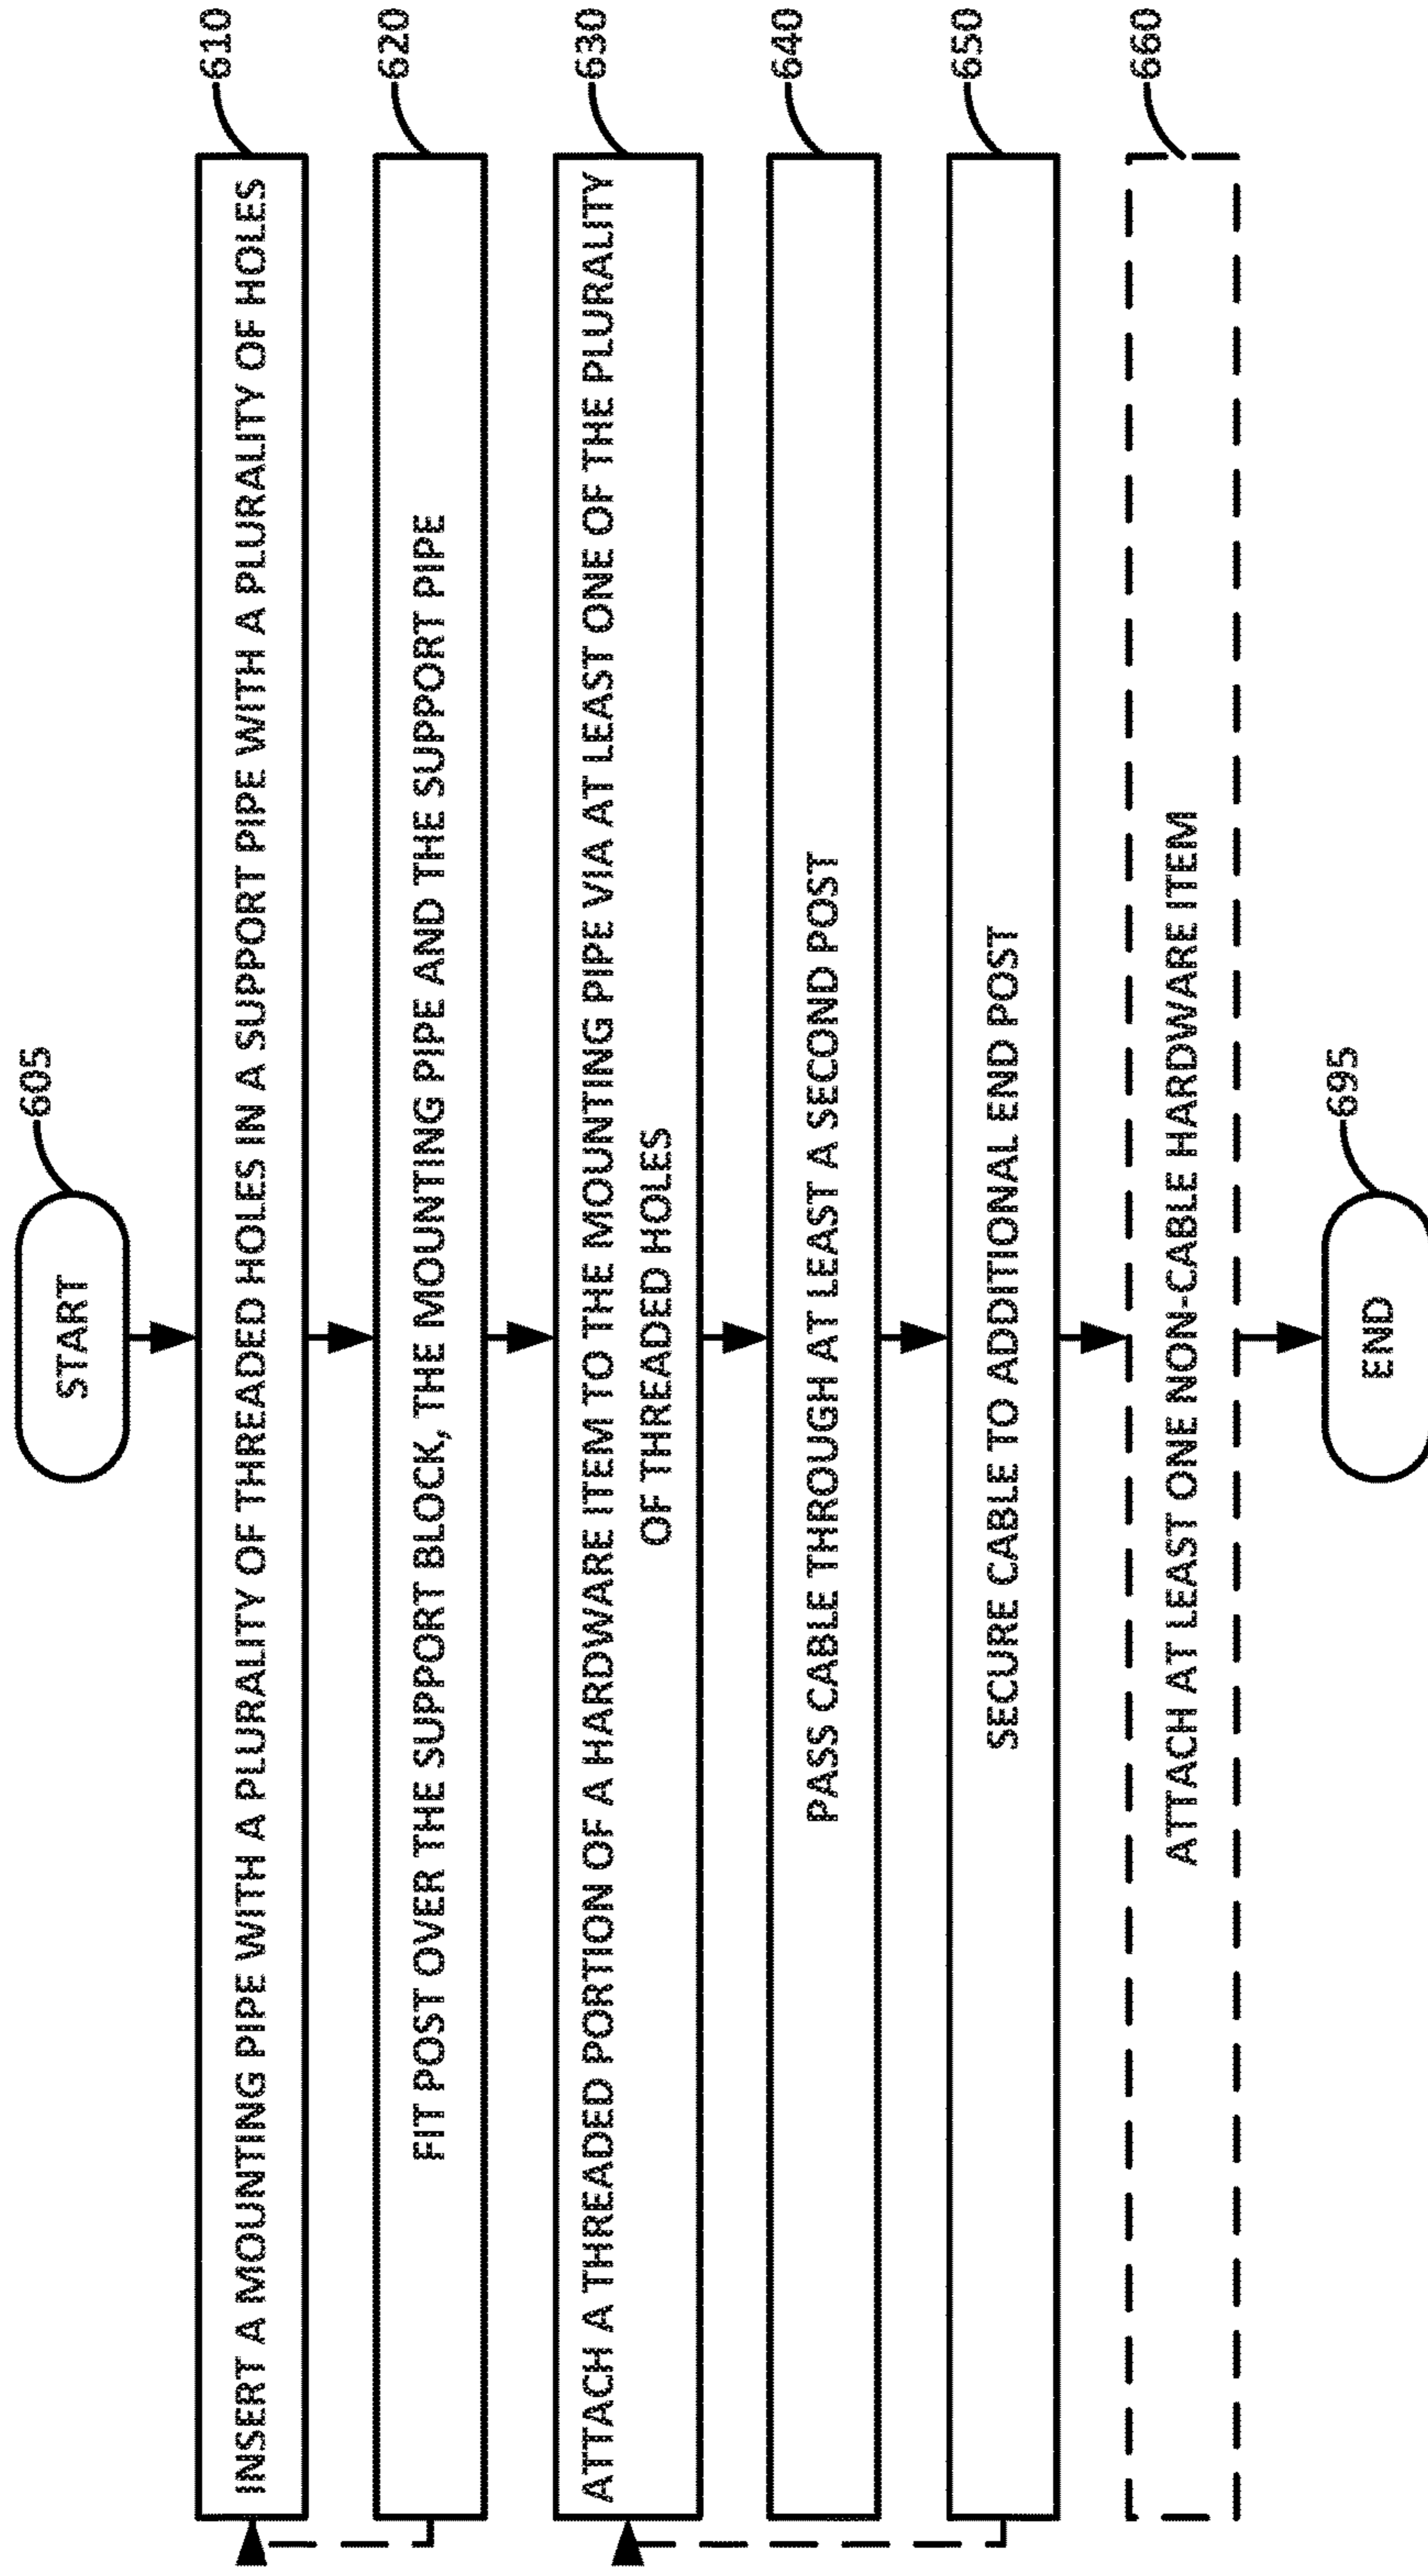 START
605
INSERT A MOUNTING PIPE WITH A PLURALITY OF THREADED HOLES IN A SUPPORT PIPE WITH A PLURALITY OF HOLES
610
FIT POST OVER THE SUPPORT BLOCK, THE MOUNTING PIPE AND THE SUPPORT PIPE
620
ATTACH A THREADED PORTION OF A HARDWARE ITEM TO THE MOUNTING PIPE VIA AT LEAST ONE OF THE PLURALITY
OF THREADED HOLES
630
PASS CABLE THROUGH AT LEAST A SECOND POST
640
SECURE CABLE TO ADDITIONAL END POST
650
ATTACH AT LEAST ONE NON-CABLE HARDWARE ITEM
660
END
695